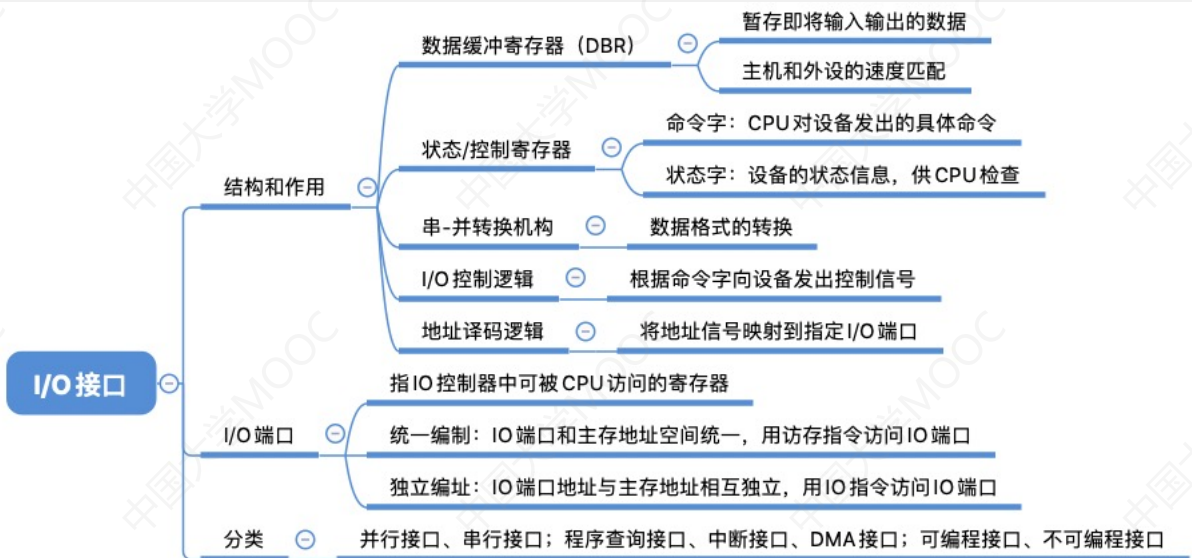 暂存即将输入输出的数据
数据缓冲寄存器（DBR）
主机和外设的速度匹配
命令字：CPU对设备发出的具体命令
状态/控制寄存器
状态字：设备的状态信息，供CPU检查
结构和作用
串-并转换机构
数据格式的转换
I/O控制逻辑
根据命令字向设备发出控制信号
地址译码逻辑
将地址信号映射到指定I/O端口
I/O接口
指IO控制器中可被CPU访问的寄存器
I/O端口
统一编制：IO端口和主存地址空间统一，用访存指令访问IO端口
独立编址：IO端口地址与主存地址相互独立，用IO指令访问IO端口
分类
并行接口、串行接口；程序查询接口、中断接口、DMA接口；可编程接口、不可编程接口
中国大学MOOC